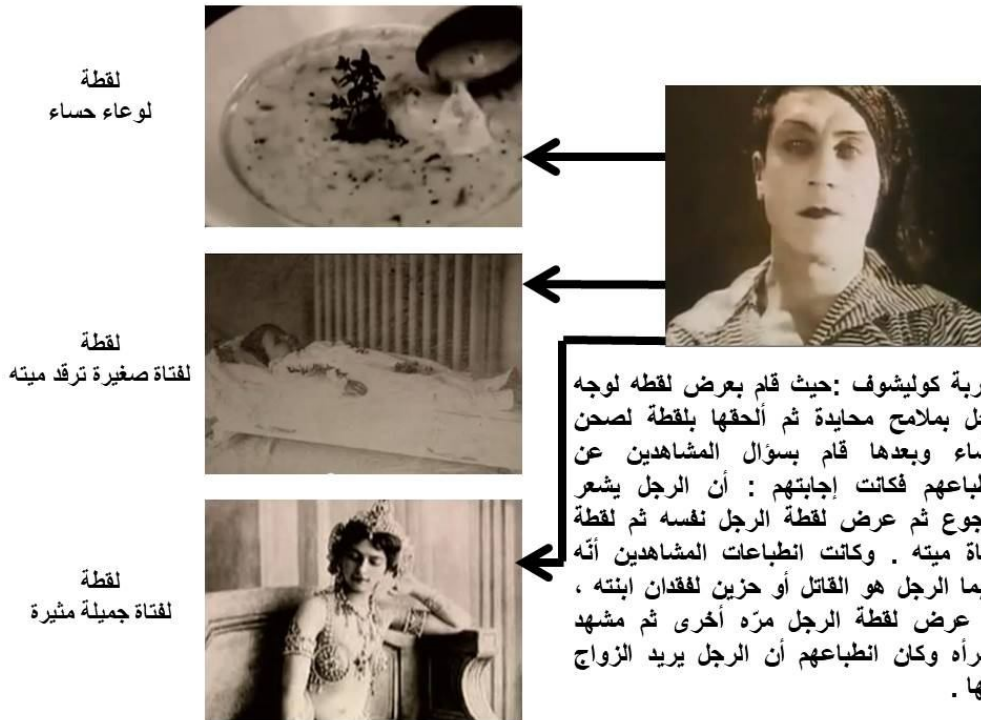 لقطة
لوعاء حساء
لقطة
لفتاة صغيرة ترقد ميته
لقطة
لفتاة جميلة مثيرة
ربة كوليشوف :حيث قام بعرض لقطه لوجه
جل بملامح محايدة ثم ألحقها بلقطة لصحن
ساء وبعدها قام بسؤال المشاهدين عن
طباعهم فكانت إجابتهم : أن الرجل يشعر
جوع ثم عرض لقطة الرجل نفسه ثم لقطة
اة ميته . وكانت انطباعات المشاهدين أنّه
بما الرجل هو القاتل أو حزين لفقدان ابنته ،
عرض لقطة الرجل مرّه أخرى ثم مشهد
رأه وكان انطباعهم أن الرجل يريد الزواج
ها .